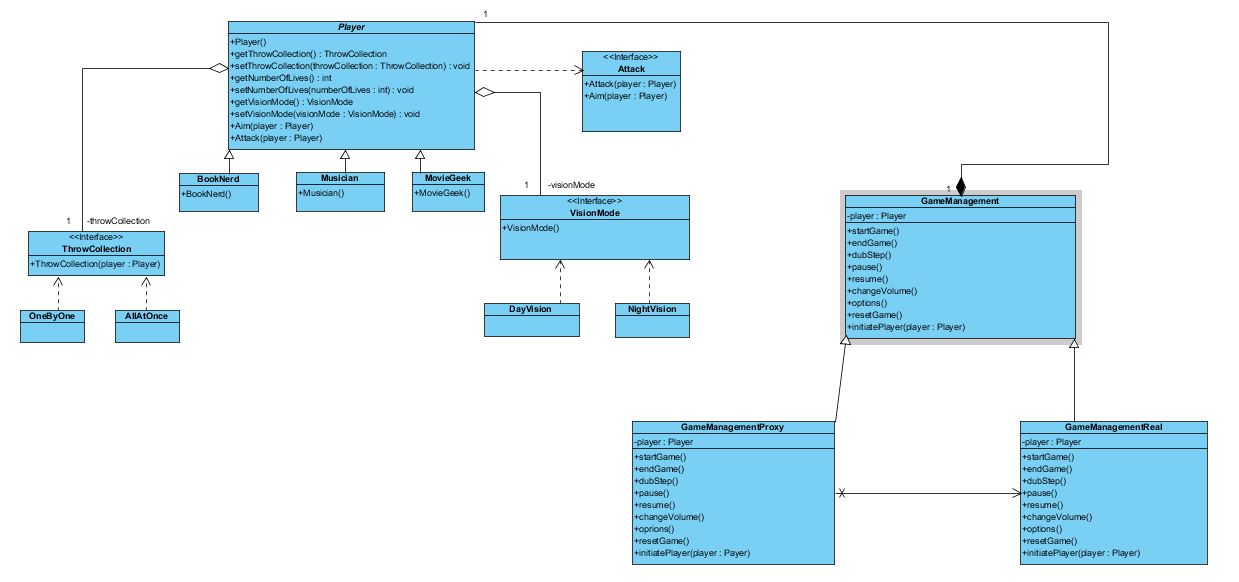 1
Player
+Player()
+getThrowCollection() : ThrowCollection
+setThrowCollection(throwCollection : ThrowCollection) : void
+getNumberOfLives() : int
+setNumberOfLives(numberOfLives : int) : void
+getVisionMode() : VisionMode
+setVisionMode(visionMode : VisionMode) : void
+Aim(player : Player)
+Attack(player : Player)
<<Interface>>
Attack
+Attack(player : Player)
+Aim(player : Player)
BookNerd
+BookNerd()
Musician
+Musician()
MovieGeek
+MovieGeek()
1 -visionMode
<<Interface>>
VisionMode
+VisionMode()
1 -throwCollection
<<Interface>>
ThrowCollection
+ThrowCollection(player : Player)
OneByOne
AllAtOnce
DayVision
NightVision
1
GameManagement
-player : Player
+startGame()
+endGame()
+dubStep()
+pause()
+resume()
+changeVolume()
+options()
+resetGame()
+initiatePlayer(player : Player)
GameManagementProxy
-player : Player
+startGame()
+endGame()
+dubStep()
+pause()
+resume()
+changeVolume()
+oprions()
+resetGame()
+initiatePlayer(player : Payer)
GameManagementReal
-player : Player
+startGame()
+endGame()
+dubStep()
+pause()
+resume()
+changeVolume()
+options()
+resetGame()
+initiatePlayer(player : Player)